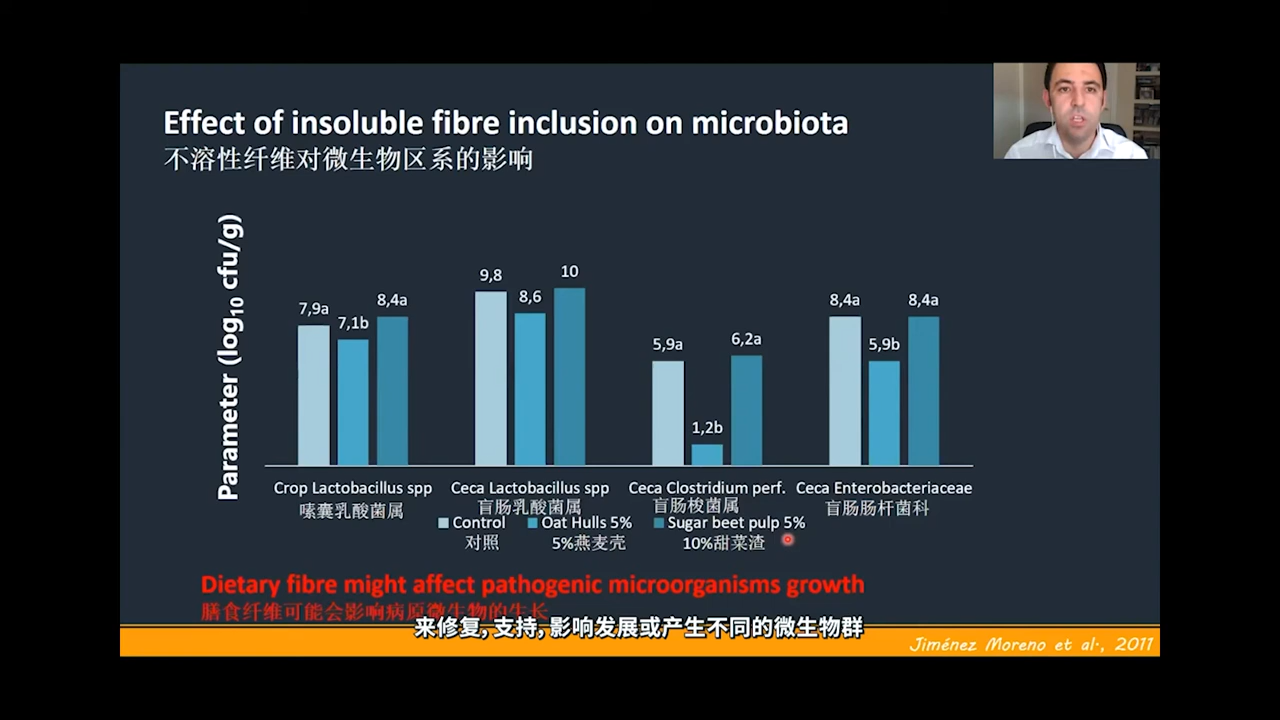 Effect of insoluble fibre inclusion on microbiota
不溶性纤维对微生物区系的影响
Parameter (log10 cfu/g)
7,9a
7,1b
8,4a
9,8
8,6
10
5,9a
1,2b
6,2a
8,4a
5,9b
8,4a
Crop Lactobacillus spp
Ceca Lactobacillus spp
Ceca Clostridium perf.
Ceca Enterobacteriaceae
嗉囊乳酸菌属
盲肠乳酸菌属
盲肠梭菌属
盲肠肠杆菌科
Control
Oat Hulls 5%
Sugar beet pulp 5%
对照
5%燕麦壳
10%甜菜渣
Dietary fibre might affect pathogenic microorganisms growth
膳食纤维可能会影响病原微生物的生长
来修复, 支持, 影响发展或产生不同的微生物群
Jiménez Moreno et al., 2011